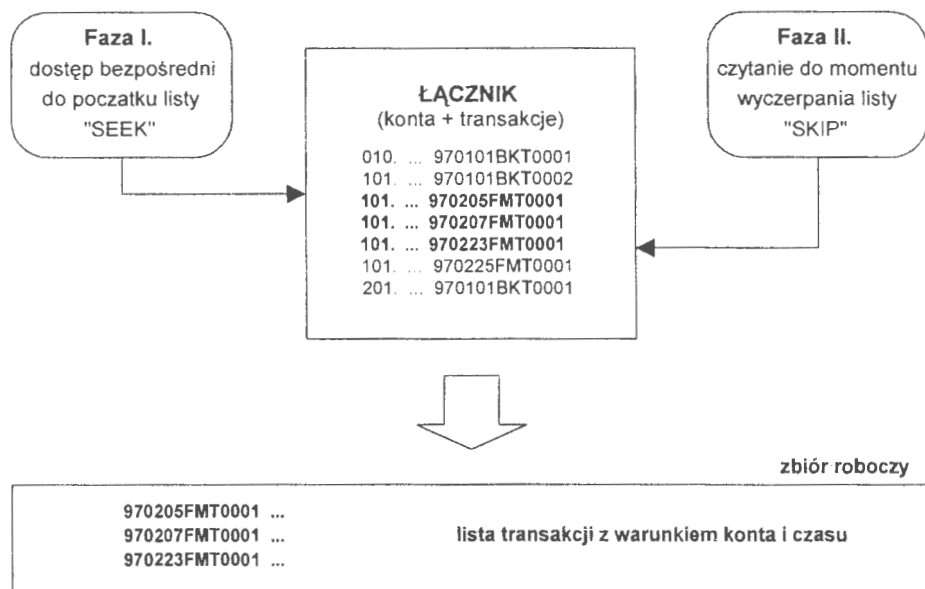 Faza I.
dostęp bezpośredni
do poczatku listy
"SEEK"
ŁĄCZNIK
(konta + transakcje)
010. ... 970101BKT0001
101. ... 970101BKT0002
101. ... 970205FMT0001
101. ... 970207FMT0001
101. ... 970223FMT0001
101. ... 970225FMT0001
201. ... 970101BKT0001
Faza II.
czytanie do momentu
wyczerpania listy
"SKIP"
zbiór roboczy
970205FMT0001 ...
970207FMT0001 ...
970223FMT0001 ...
lista transakcji z warunkiem konta i czasu